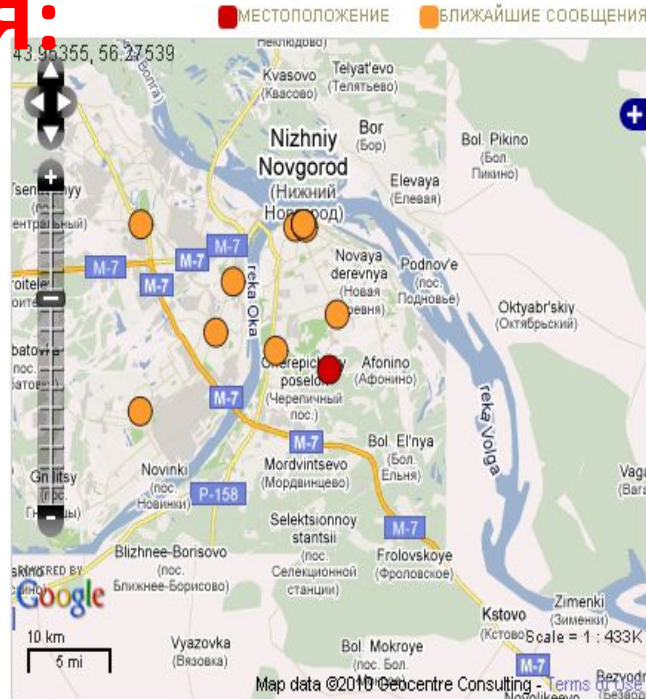 Я:
МЕСТОПОЛОЖЕНИЕ
БЛИЖАЙШИЕ СООБЩЕНИЯ
43.95355, 56.27539
Неклюдово)
Kvasovo
(Квасово)
Telyat'evo
(Телятьево)
Nizhniy
Novgorod
(Нижний
Bor
(Бор)
Bol. Pikino
(Бол.
Пикино)
Elevaya
(Елевая)
M-7
M-7
M-7
reka Oka
Novaya
derevnya
(Новая
Podnov'e
(пос.
Подновье)
Oktyabr'skiy
(Октябрьский)
poselok
(Черепичный
пос.)
Afonino
(Афонино)
reka Volga
M-7
M-7
Bol. El'nya
(Бол.
Ельня)
Mordvintsevo
(Мордвинцево)
Novinki
(пос.
Новинки)
P-158
Selektsionnoy
stantsii
(пос.
Селекционной
станции)
M-7
Frolovskoye
(Фроловское)
Blizhnee-Borisovo
(пос.
Ближнее-Борисово)
POWERED BY
Google
Kstovo
(Кстово)
Zimenki
(Зименки)
Scale = 1 : 433K
10 km
5 mi
Vyazovka
(Вязовка)
Bol. Mokroye
(пос. Бол.
M-7
Map data ©2010 Geocentre Consulting - Terms of Use